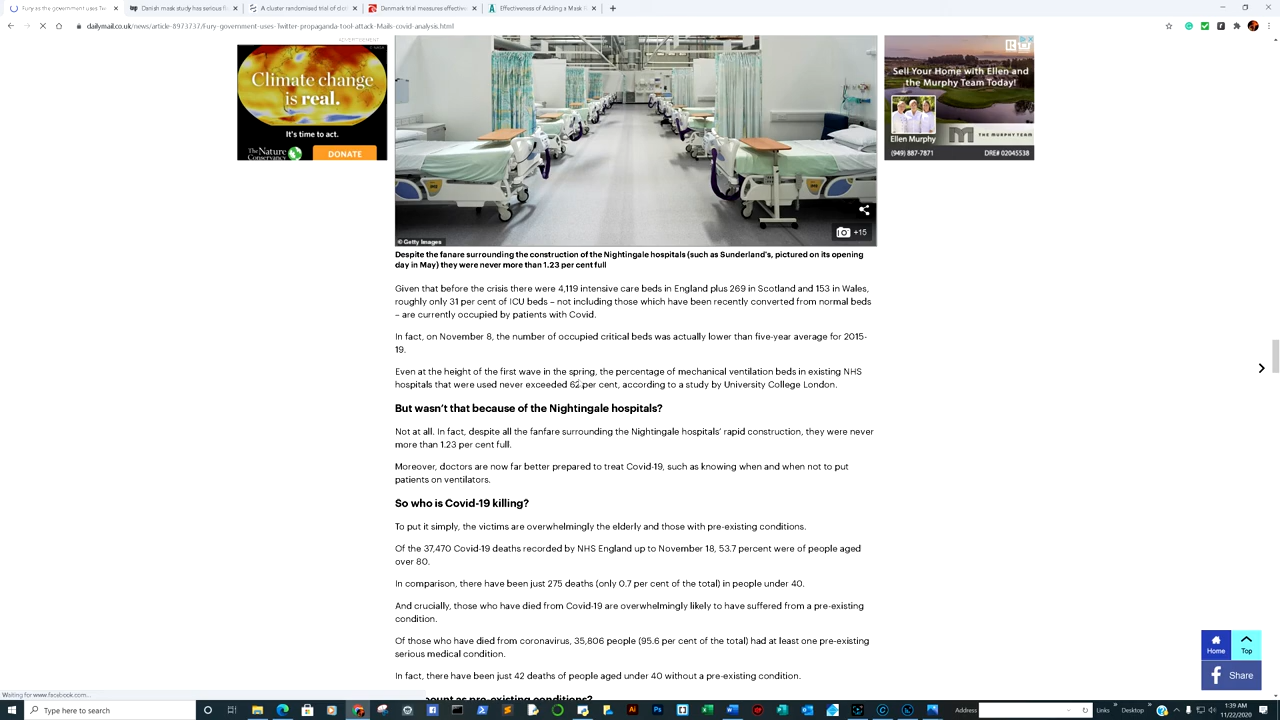 Fury as the government uses Twi
Danish mask study has serious f
A cluster randomised trial of clo
Denmark trial measures effective
Effectiveness of Adding a Mask R
dailymail.co.uk/news/article-8973737/Fury-government-uses-Twitter-propaganda-tool-attack-Mails-covid-analysis.html
ADVERTISEMENT
Climate change
is real.
It's time to act.
The Nature
Conservancy
DONATE
Sell Your Home with Ellen and
the Murphy Team Today!
Ellen Murphy
M
THE MURPHY TEAM
(949) 887-7871
DRE# 02045538
+15
© Getty Images
Despite the fanare surrounding the construction of the Nightingale hospitals (such as Sunderland's, pictured on its opening
day in May) they were never more than 1.23 per cent full
Given that before the crisis there were 4,119 intensive care beds in England plus 269 in Scotland and 153 in Wales,
roughly only 31 per cent of ICU beds – not including those which have been recently converted from normal beds
– are currently occupied by patients with Covid.
In fact, on November 8, the number of occupied critical beds was actually lower than five-year average for 2015-
19.
Even at the height of the first wave in the spring, the percentage of mechanical ventilation beds in existing NHS
hospitals that were used never exceeded 62 per cent, according to a study by University College London.
But wasn't that because of the Nightingale hospitals?
Not at all. In fact, despite all the fanfare surrounding the Nightingale hospitals' rapid construction, they were never
more than 1.23 per cent full.
Moreover, doctors are now far better prepared to treat Covid-19, such as knowing when and when not to put
patients on ventilators.
So who is Covid-19 killing?
To put it simply, the victims are overwhelmingly the elderly and those with pre-existing conditions.
Of the 37,470 Covid-19 deaths recorded by NHS England up to November 18, 53.7 percent were of people aged
over 80.
In comparison, there have been just 275 deaths (only 0.7 per cent of the total) in people under 40.
And crucially, those who have died from Covid-19 are overwhelmingly likely to have suffered from a pre-existing
condition.
Of those who have died from coronavirus, 35,806 people (95.6 per cent of the total) had at least one pre-existing
serious medical condition.
In fact, there have been just 42 deaths of people aged under 40 without a pre-existing condition.
ount as pre-existing conditions?
Home
Top
Share
Waiting for www.facebook.com...
Type here to search
Address
Links
Desktop
1:39 AM
11/22/2020